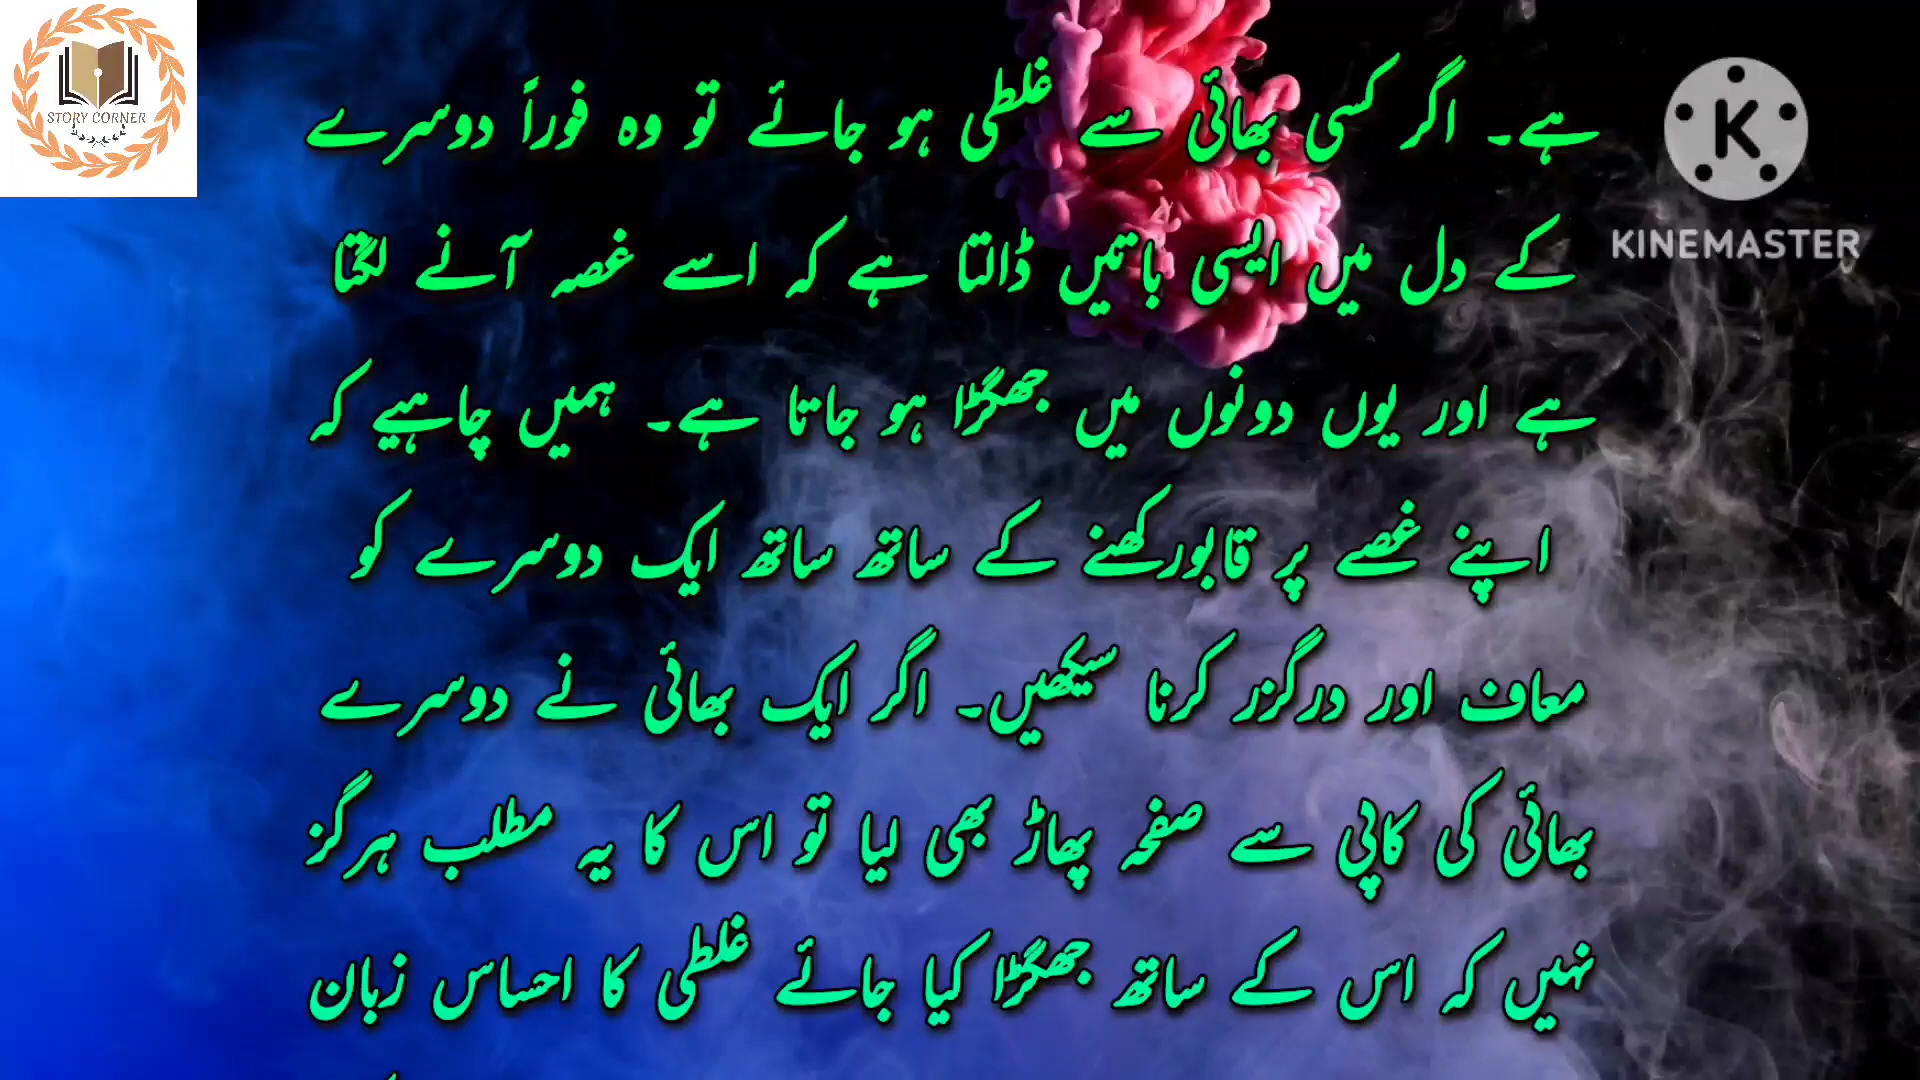 STORY CORNER
KINEMASTER
ہے۔ اگر کسی بھائی سے غلطی ہو جائے تو وہ فوراً دوسرے
کے دل میں ایسی باتیں ڈالتا ہے کہ اسے غصہ آنے لگتا
ہے اور یوں دونوں میں جھگڑا ہو جاتا ہے۔ ہمیں چاہیے کہ
اپنے غصے پر قابورکھنے کے ساتھ ساتھ ایک دوسرے کو
معاف اور درگزر کرنا سیکھیں۔ اگر ایک بھائی نے دوسرے
بھائی کی کاپی سے صفحہ پھاڑ بھی لیا تو اس کا یہ مطلب ہرگز
نہیں کہ اس کے ساتھ جھگڑا کیا جائے غلطی کا احساس زبان